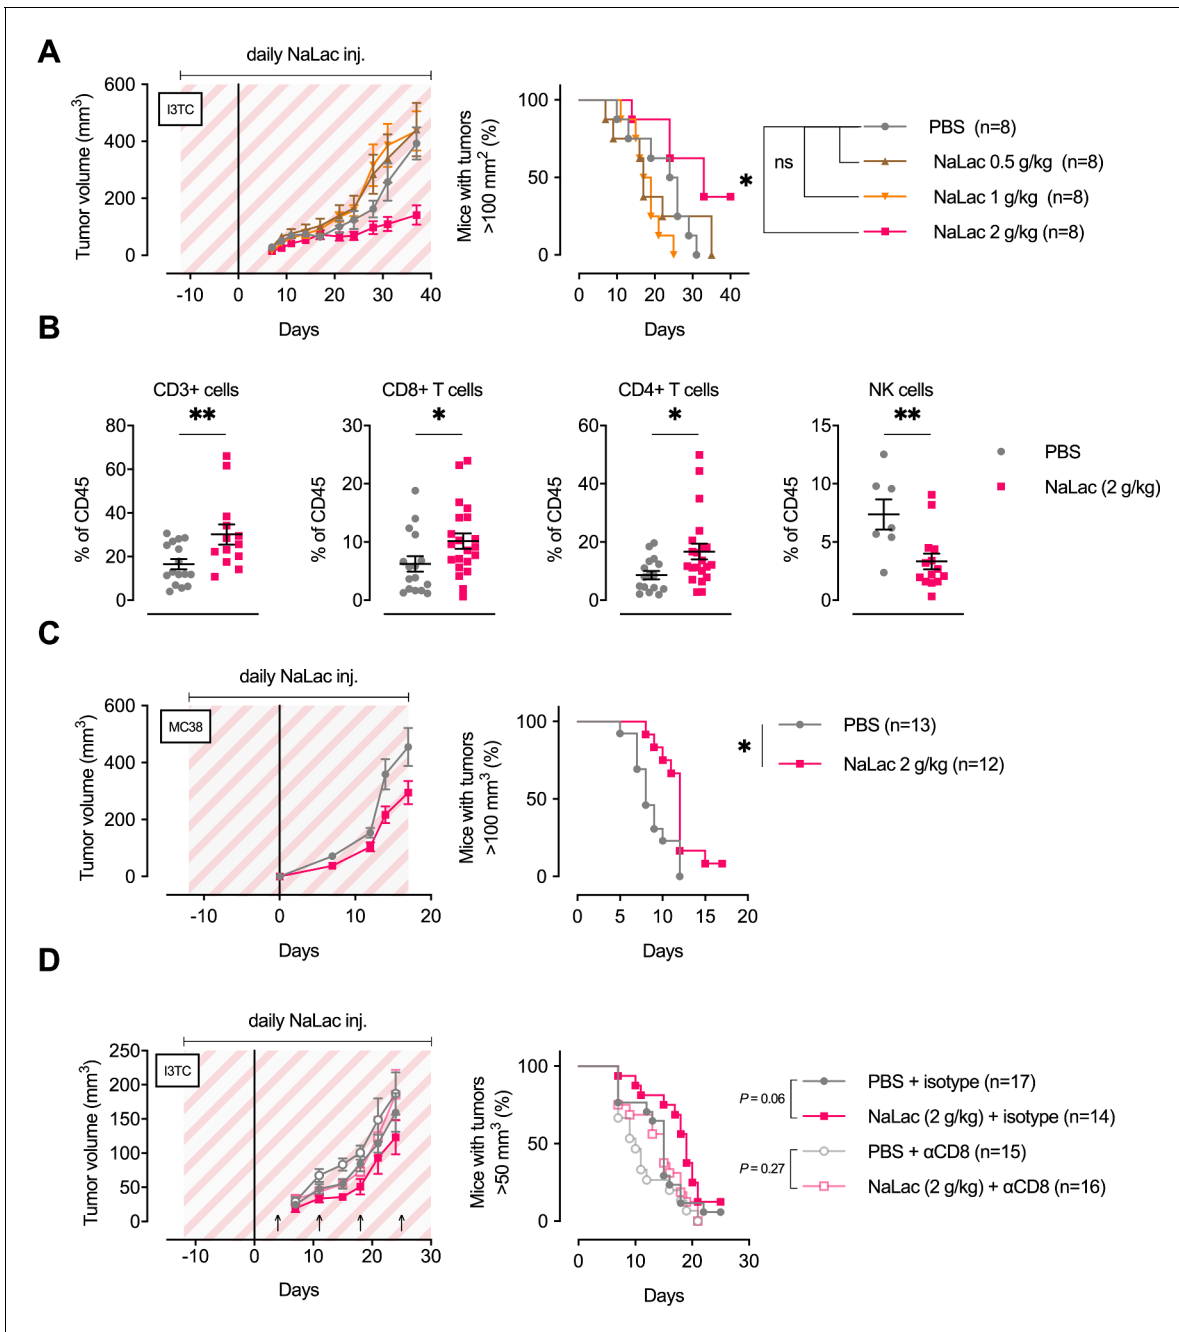 A
daily NaLac inj.
I3TC
Tumor volume (mm3)
600
400
200
0
-10 0 10 20 30 40
Days
Mice with tumors
>100 mm2 (%)
100
50
0
0 10 20 30 40
Days
*
ns
PBS (n=8)
NaLac 0.5 g/kg (n=8)
NaLac 1 g/kg (n=8)
NaLac 2 g/kg (n=8)
B
CD3+ cells
**
% of CD45
80
60
40
20
0
CD8+ T cells
*
% of CD45
30
20
10
0
CD4+ T cells
*
% of CD45
60
40
20
0
NK cells
**
% of CD45
15
10
5
0
PBS
NaLac (2 g/kg)
C
daily NaLac inj.
MC38
Tumor volume (mm3)
600
400
200
0
-10 0 10 20
Days
Mice with tumors
>100 mm3 (%)
100
50
0
0 5 10 15 20
Days
*
PBS (n=13)
NaLac 2 g/kg (n=12)
D
daily NaLac inj.
I3TC
Tumor volume (mm3)
250
200
150
100
50
0
-10 0 10 20 30
Days
Mice with tumors
>50 mm3 (%)
100
50
0
0 10 20 30
Days
P = 0.06
PBS + isotype (n=17)
NaLac (2 g/kg) + isotype (n=14)
P = 0.27
PBS + αCD8 (n=15)
NaLac (2 g/kg) + αCD8 (n=16)